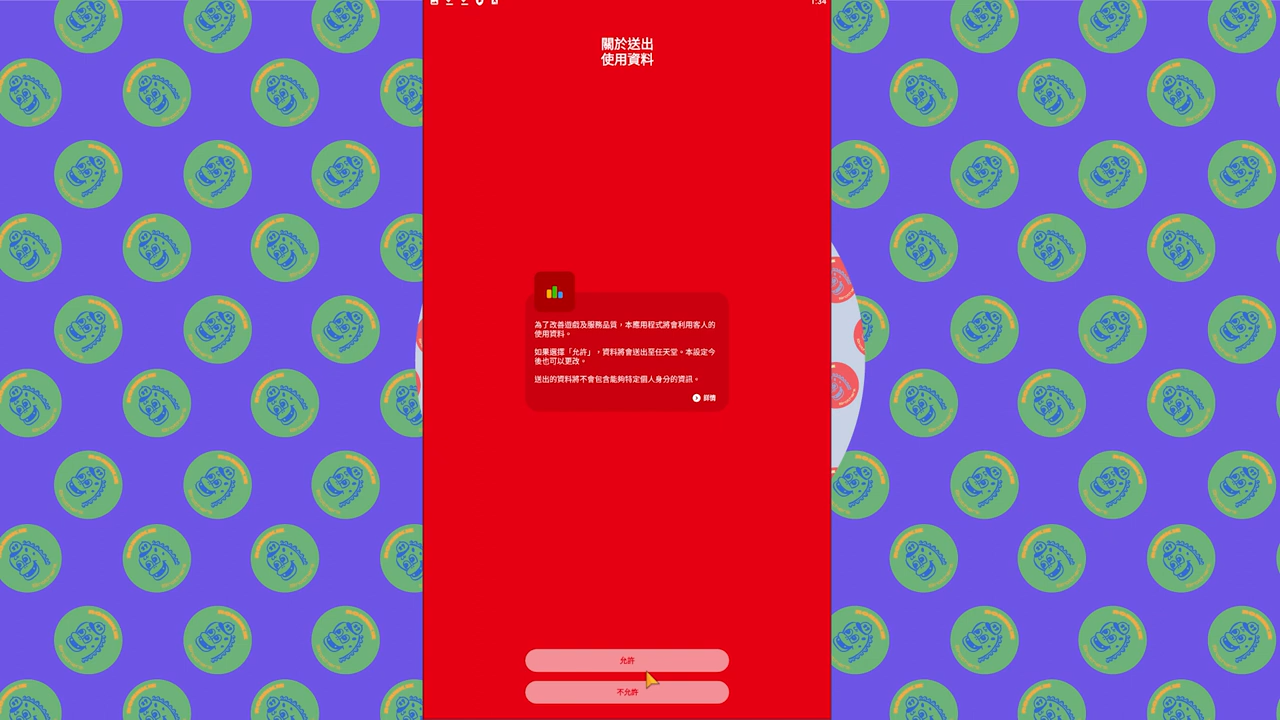 1:34
關於送出
使用資料
為了改善遊戲及服務品質，本應用程式將會利用客人的
使用資料。
如果選擇「允許」，資料將會送出至任天堂。本設定今
後也可以更改。
送出的資料將不會包含能夠特定個人身分的資訊。
詳情
允許
不允許